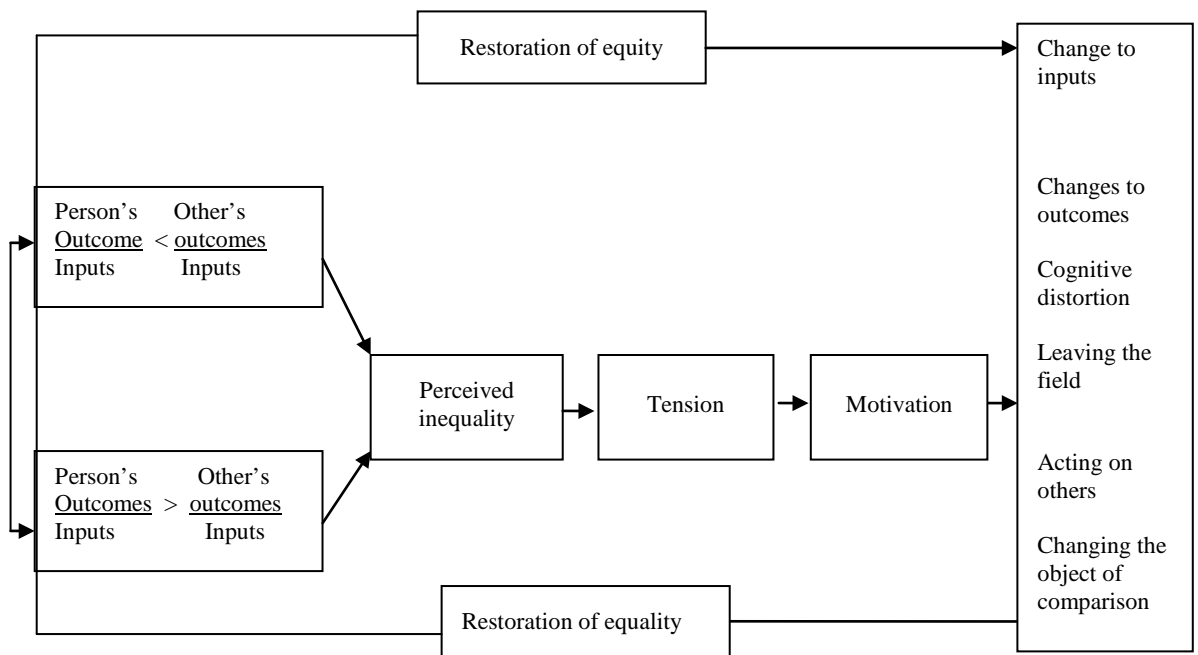 Restoration of equity
Change to
inputs
Person’s Other’s
Outcome < outcomes
Inputs Inputs
Changes to
outcomes
Cognitive
distortion
Leaving the
field
Perceived
inequality
Tension
Motivation
Person’s Other’s
Outcomes > outcomes
Inputs Inputs
Acting on
others
Changing the
object of
comparison
Restoration of equality